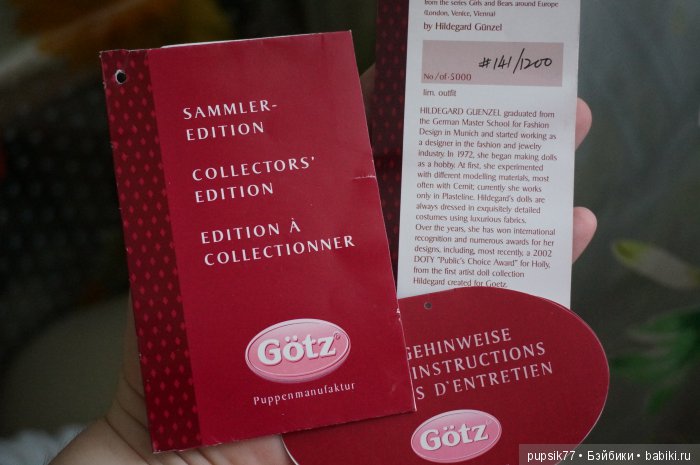 SAMMLER-
EDITION
COLLECTORS'
EDITION
EDITION À
COLLECTIONNER
Götz®
Puppenmanufaktur
from the series Girls and Bears around Europe
(London, Venice, Vienna)
by Hildegard Günzel
#141/1200
No/of-5000
lim. outfit
HILDEGARD GUENZEL graduated from
the German Master School for Fashion
Design in Munich and started working as
a designer in the fashion and jewelry
industry. In 1972, she began making dolls
as a hobby. At first, she experimented
with different modelling materials, most
often with Cernit; currently she works
only in Plasteline. Hildegard's dolls are
always dressed in exquisitely detailed
costumes using luxurious fabrics.
Over the years, she has won international
recognition and numerous awards for her
designs, including, most recently, a 2002
DOTY "Public's Choice Award" for Holly,
from the first artist doll collection
Hildegard created for Goetz.
GEHINWEISE
INSTRUCTIONS
S D'ENTRETIEN
Götz
pupsik77 • Бэйбики • babiki.ru